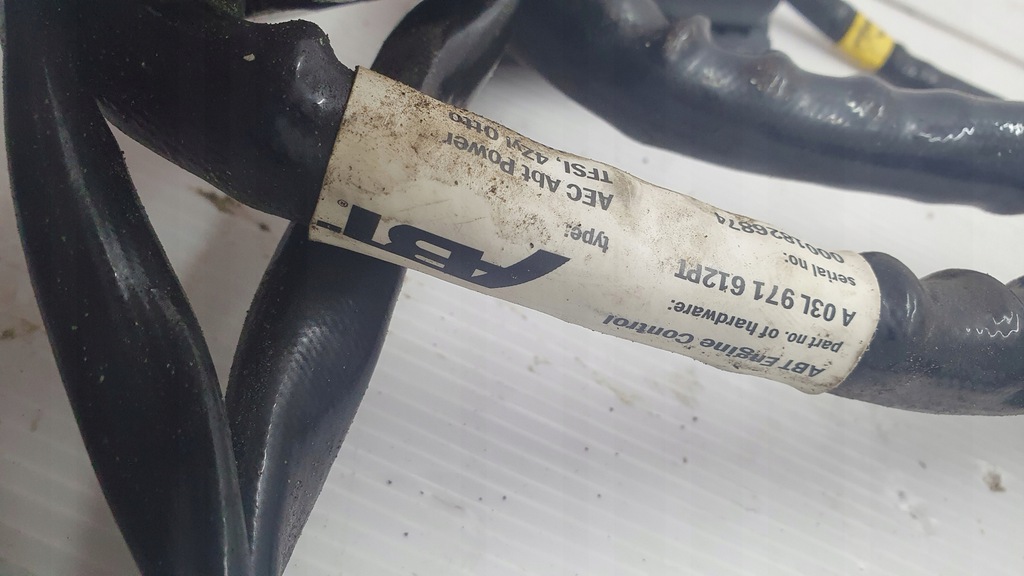 ABT Engine Control
part no. of hardware:
A 03L 971 612PT
serial no:
ABT®
type:
AEC Abt Power
TFSI, 4Zyl Otto